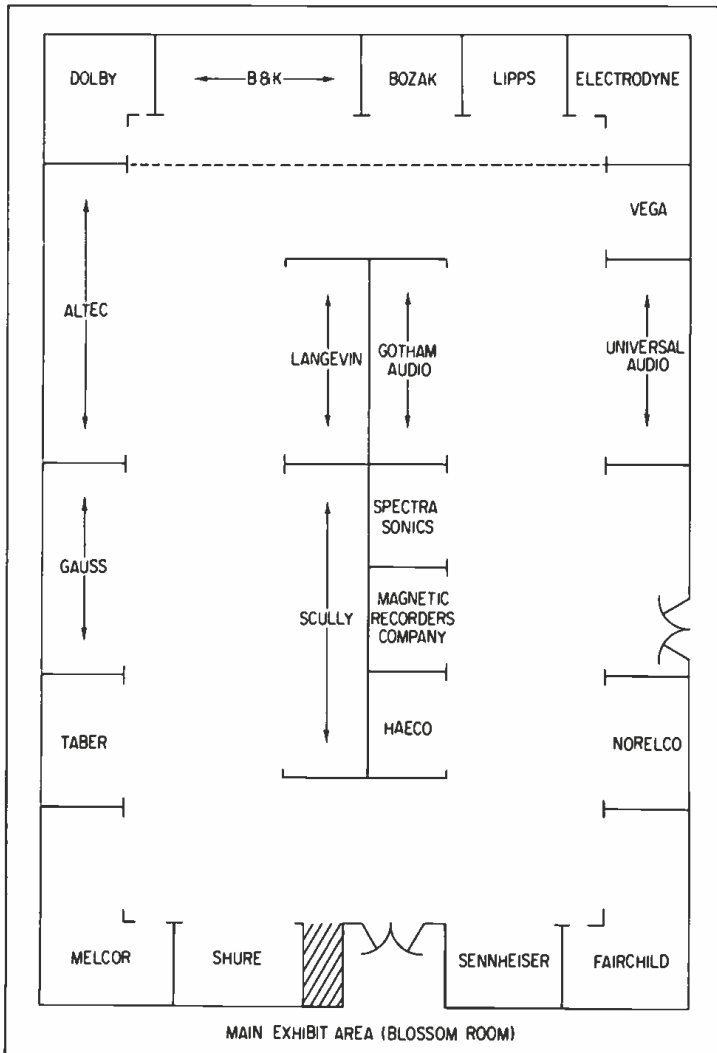 DOLBY
B & K
BOZAK
LIPPS
ELECTRODYNE
VEGA
ALTEC
LANGEVIN
GOTHAM
AUDIO
UNIVERSAL
AUDIO
SPECTRA
SONICS
GAUSS
SCULLY
MAGNETIC
RECORDERS
COMPANY
TABER
HAECO
NORELCO
MELCOR
SHURE
SENNHEISER
FAIRCHILD
MAIN EXHIBIT AREA (BLOSSOM ROOM)